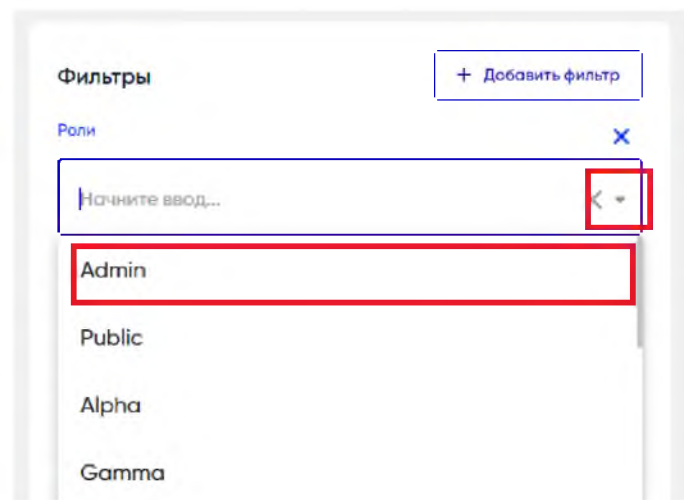 Фильтры
+ Добавить фильтр
Роли
Начните ввод...
Admin
Public
Alpha
Gamma